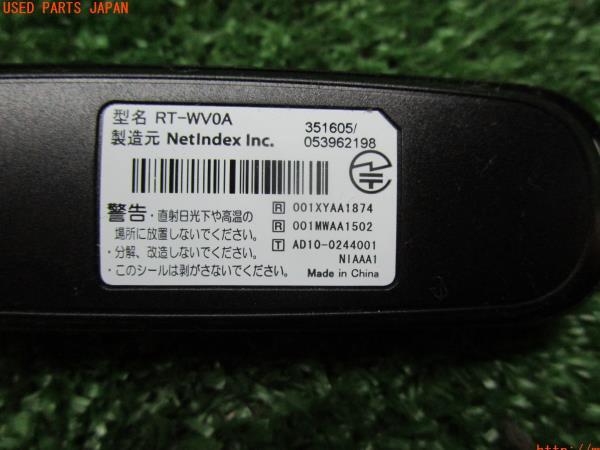 USED PARTS JAPAN
型名 RT-WV0A
製造元 NetIndex Inc.
351605/
053962198
警告・直射日光下や高温の
場所に放置しないでください。
・分解、改造しないでください。
・このシールは剥がさないでください。
R 001XYAA1874
R 001MWAA1502
T AD10-0244001
NIAAA1
Made in China